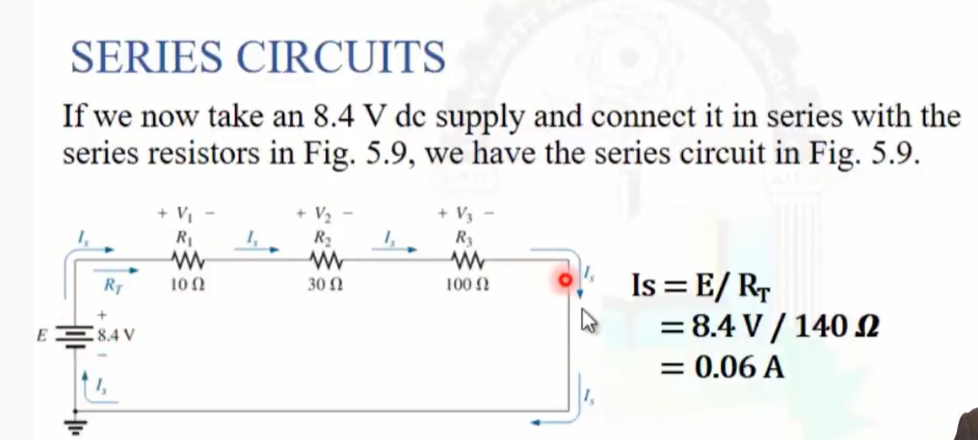 SERIES CIRCUITS
If we now take an 8.4 V dc supply and connect it in series with the
series resistors in Fig. 5.9, we have the series circuit in Fig. 5.9.
+ V₁ − + V₂ − + V₃ −
Iₛ R₁ Iₛ R₂ Iₛ R₃
10 Ω 30 Ω 100 Ω
R_T
Iₛ
+
E 8.4 V
−
Iₛ
Iₛ
Is = E/ R_T
= 8.4 V / 140 Ω
= 0.06 A